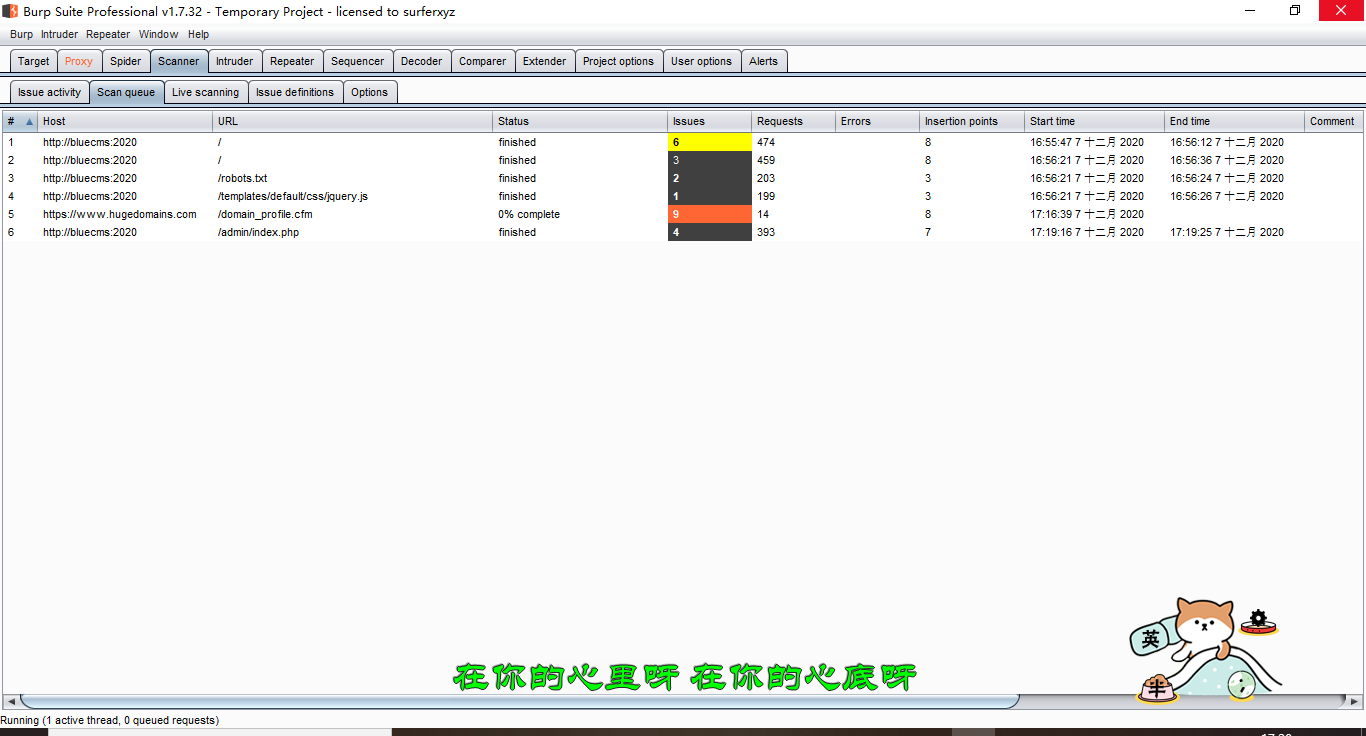 Burp Suite Professional v1.7.32 - Temporary Project - licensed to surferxyz
Burp Intruder Repeater Window Help
Target Proxy Spider Scanner Intruder Repeater Sequencer Decoder Comparer Extender Project options User options Alerts
Issue activity Scan queue Live scanning Issue definitions Options
# Host URL Status Issues Requests Errors Insertion points Start time End time Comment
1 http://bluecms:2020 / finished 6 474 8 16:55:47 7 十二月 2020 16:56:12 7 十二月 2020
2 http://bluecms:2020 / finished 3 459 8 16:56:21 7 十二月 2020 16:56:36 7 十二月 2020
3 http://bluecms:2020 /robots.txt finished 2 203 3 16:56:21 7 十二月 2020 16:56:24 7 十二月 2020
4 http://bluecms:2020 /templates/default/css/jquery.js finished 1 199 3 16:56:21 7 十二月 2020 16:56:26 7 十二月 2020
5 https://www.hugedomains.com /domain_profile.cfm 0% complete 9 14 8 17:16:39 7 十二月 2020
6 http://bluecms:2020 /admin/index.php finished 4 393 7 17:19:16 7 十二月 2020 17:19:25 7 十二月 2020
英
半
在你的心里呀 在你的心底呀
Running (1 active thread, 0 queued requests)